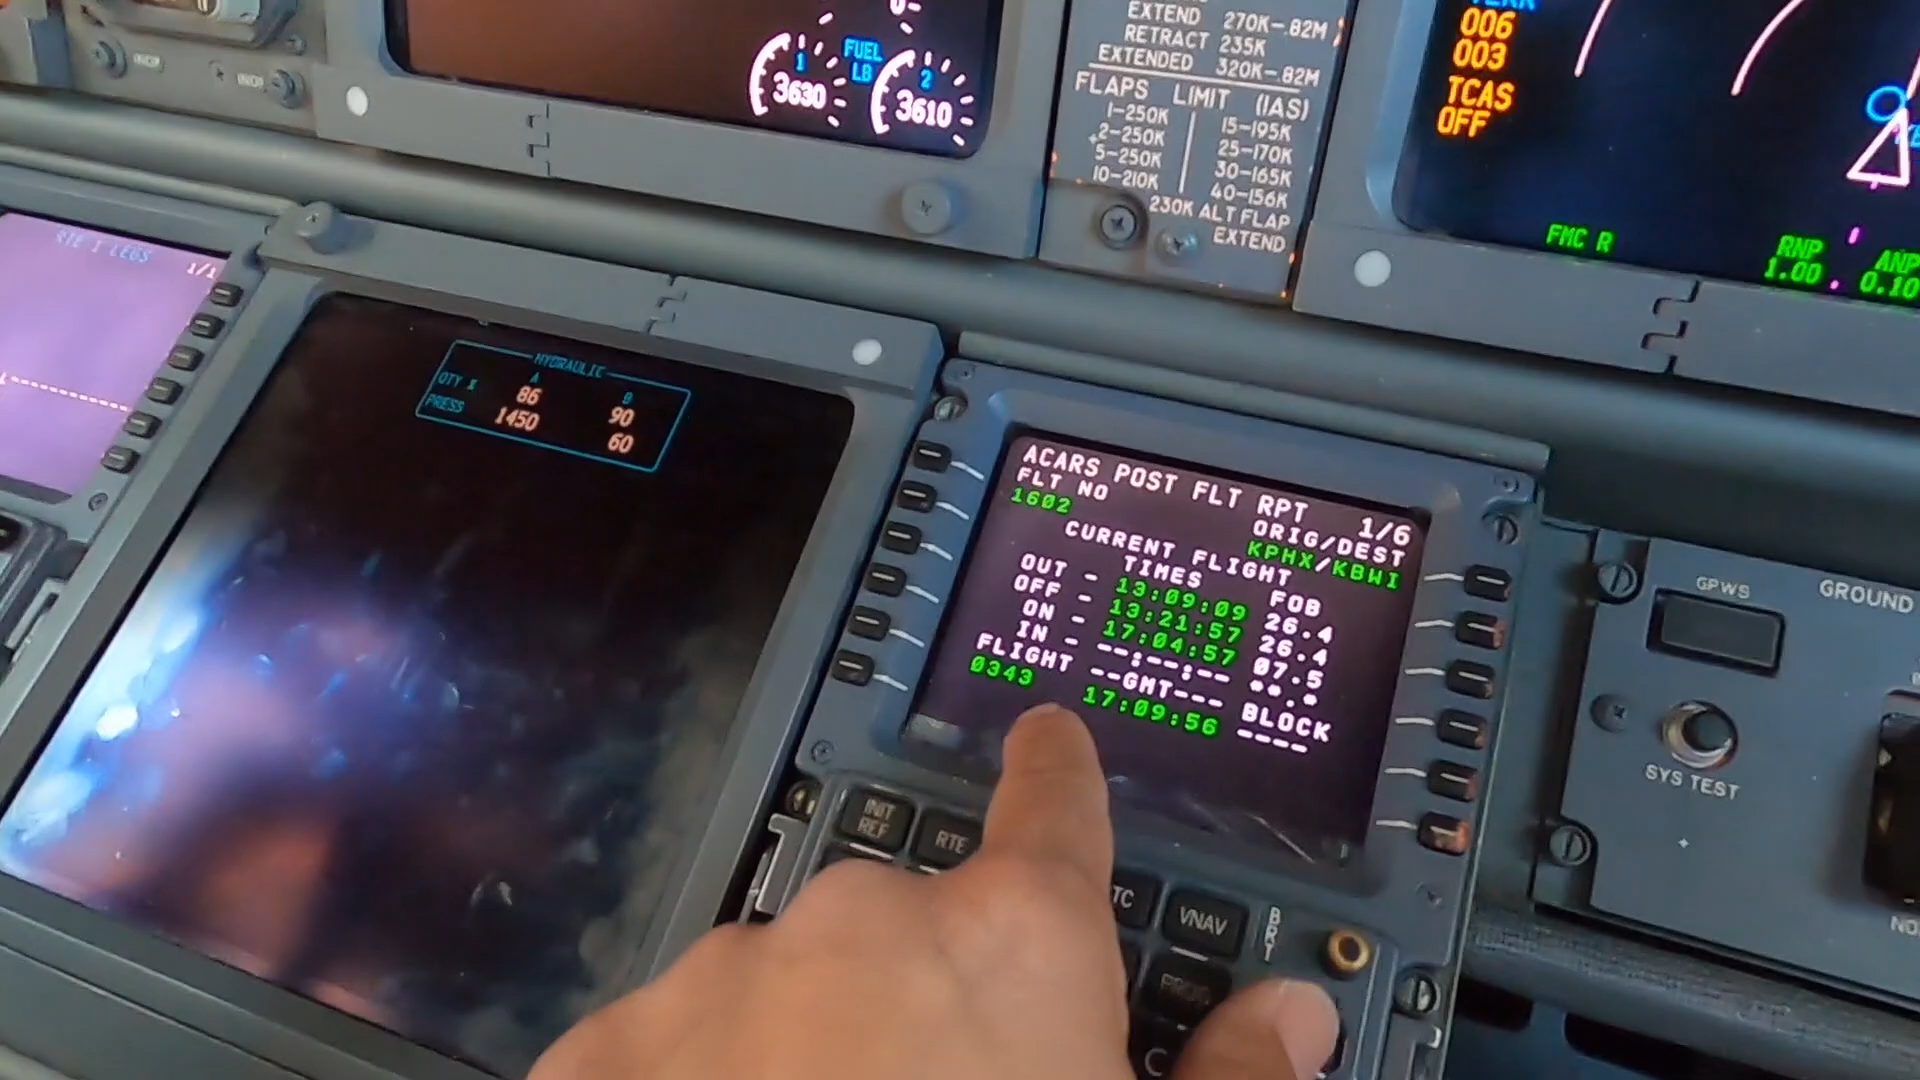 EXTEND 270K-.82M
RETRACT 235K
EXTENDED 320K-.82M
FLAPS LIMIT (IAS)
1-250K 15-195K
2-250K 25-170K
5-250K 30-165K
10-210K 40-156K
230K ALT FLAP
EXTEND
1 FUEL 2
LB
3630 3610
TERR
006
003
TCAS
OFF
FMC R
RNP ANP
1.00 0.10
RTE 1 LEGS 1/1
HYDRAULIC
A B
QTY % 86 90
PRESS 1450 60
ACARS POST FLT RPT 1/6
FLT NO ORIG/DEST
1602 KPHX/KBWI
CURRENT FLIGHT
TIMES FOB
OUT - 13:09:09 26.4
OFF - 13:21:57 26.4
ON - 17:04:57 07.5
IN - --:--:-- **.*
FLIGHT --GMT--- BLOCK
0343 17:09:56 ----
INIT
REF
RTE
VNAV
BRT
PROG
C
GPWS
GROUND
SYS TEST
NO